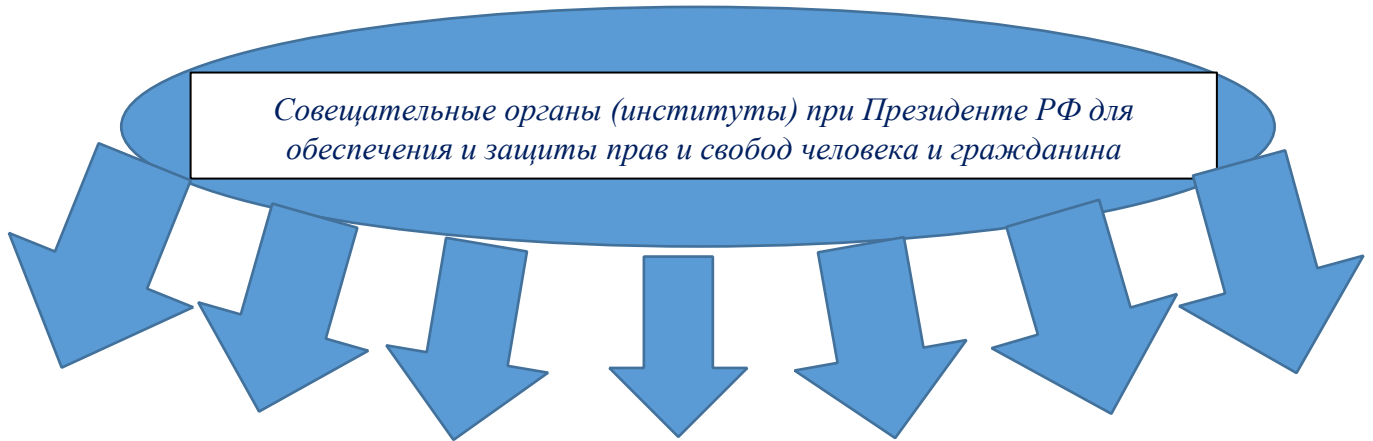 Совещательные органы (институты) при Президенте РФ для
обеспечения и защиты прав и свобод человека и гражданина